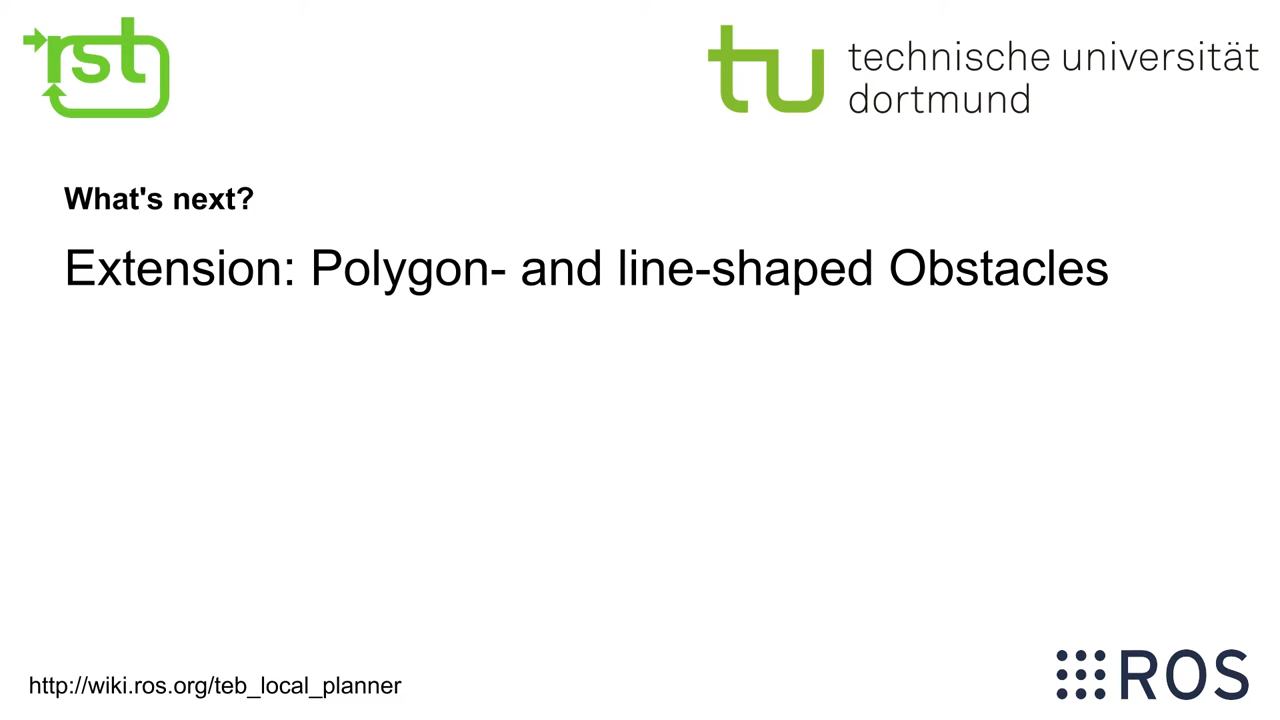 rst
tu technische universität
dortmund
What's next?
Extension: Polygon- and line-shaped Obstacles
http://wiki.ros.org/teb_local_planner
ROS